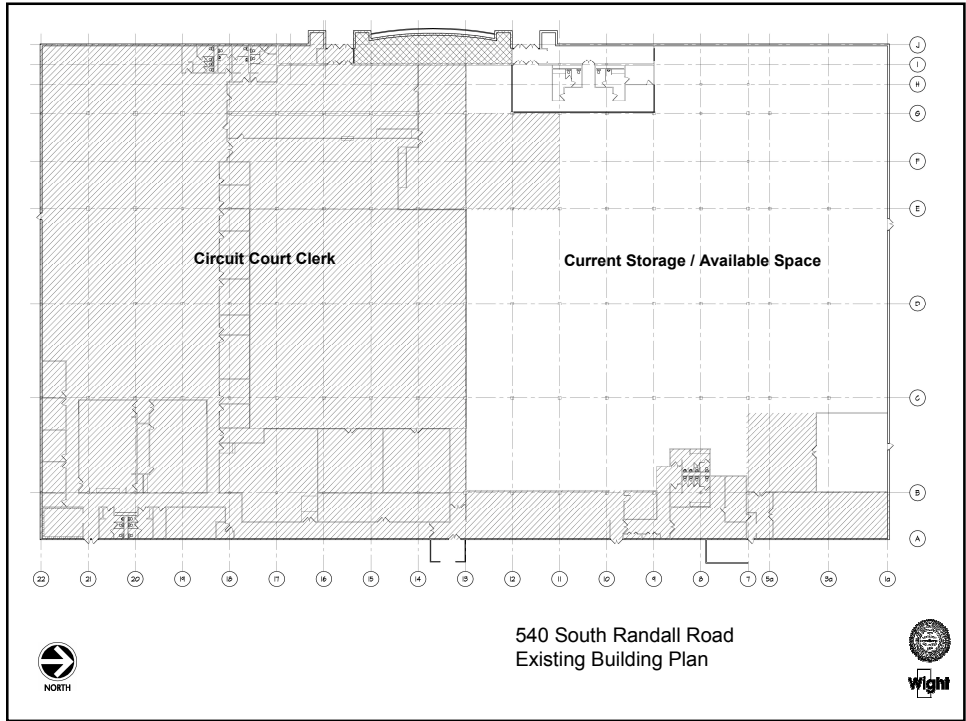 J
I
H
G
F
E
Circuit Court Clerk
Current Storage / Available Space
D
C
B
A
22 21 20 19 18 17 16 15 14 13 12 11 10 9 8 7 5a 3a 1a
540 South Randall Road
Existing Building Plan
NORTH
Wight